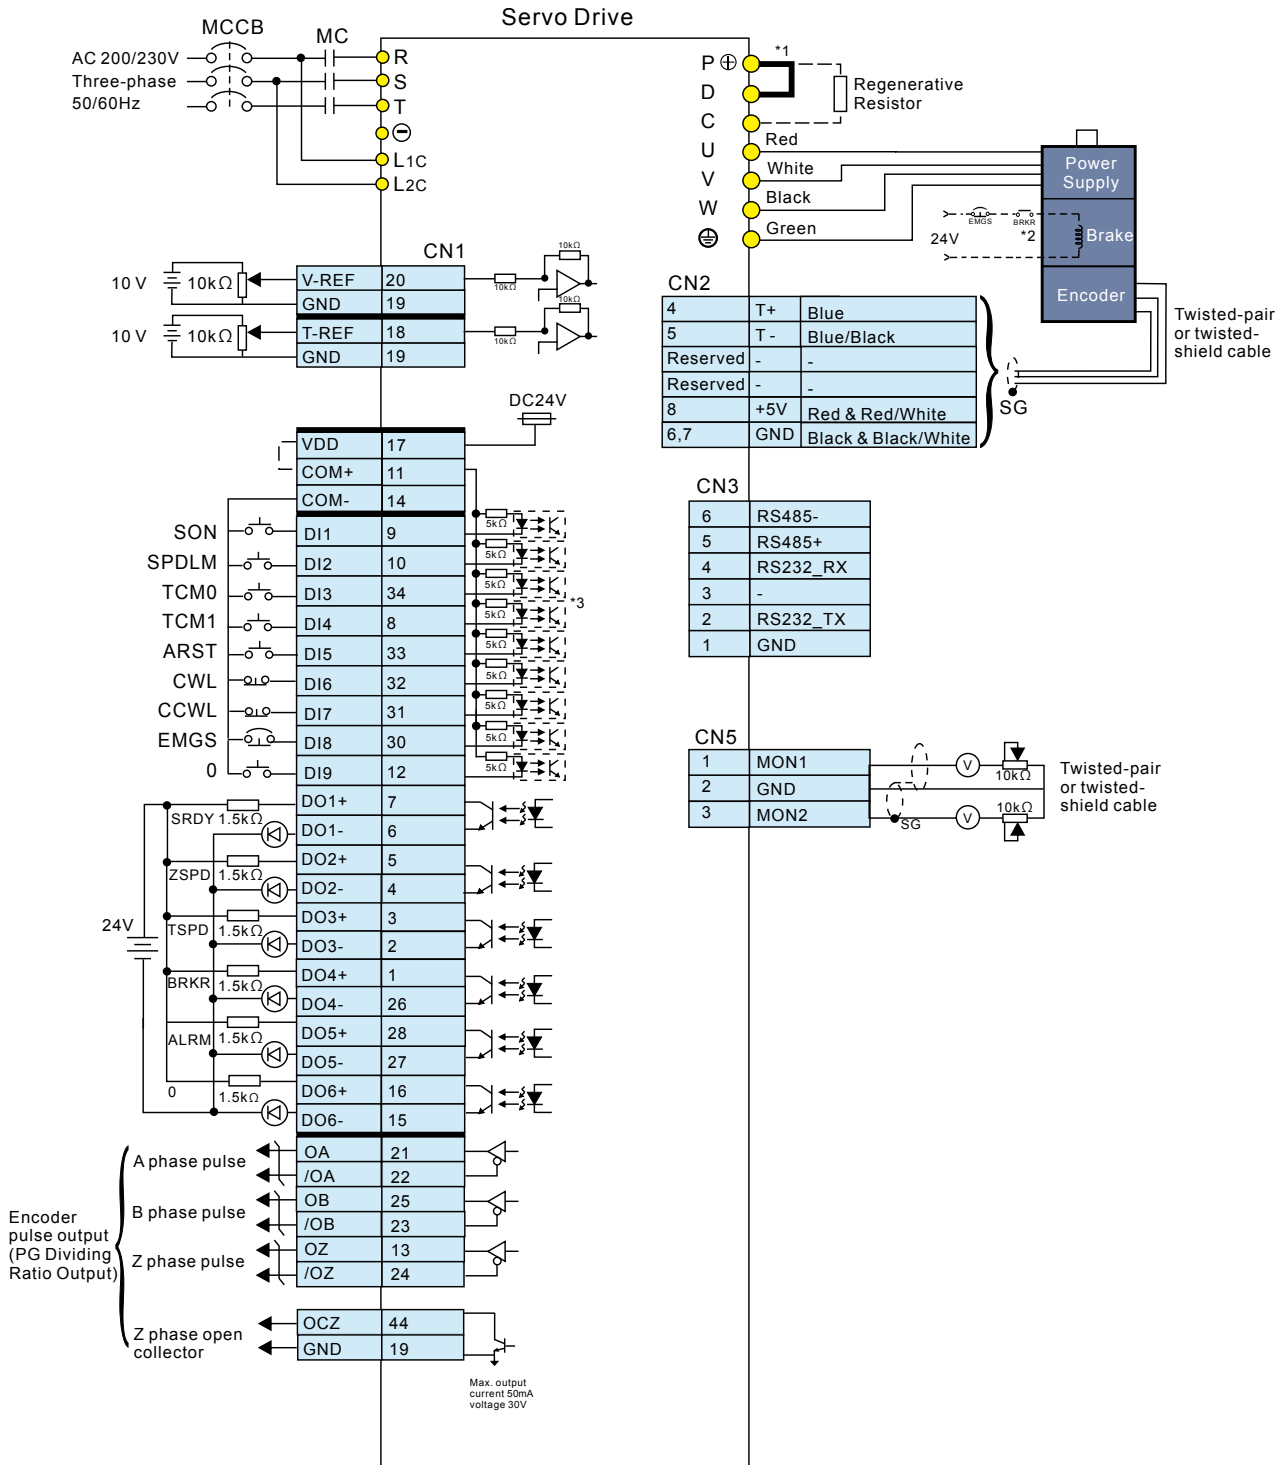 Servo Drive
MCCB
MC
AC 200/230V
Three-phase
50/60Hz
R
S
T
⊖
L1C
L2C
P ⊕
D
C
U
V
W
*1
Regenerative
Resistor
Red
White
Black
Green
Power
Supply
24V
EMGS
BRKR
*2
Brake
Encoder
Twisted-pair
or twisted-
shield cable
CN1
10 V
10kΩ
V-REF 20
GND 19
10kΩ
10kΩ
10 V
10kΩ
T-REF 18
GND 19
10kΩ
10kΩ
CN2
4 T+ Blue
5 T- Blue/Black
Reserved - -
Reserved - -
8 +5V Red & Red/White
6,7 GND Black & Black/White
SG
DC24V
VDD 17
COM+ 11
COM- 14
SON DI1 9 5kΩ
SPDLM DI2 10 5kΩ
TCM0 DI3 34 5kΩ
*3
TCM1 DI4 8 5kΩ
ARST DI5 33 5kΩ
CWL DI6 32 5kΩ
CCWL DI7 31 5kΩ
EMGS DI8 30 5kΩ
0 DI9 12 5kΩ
CN3
6 RS485-
5 RS485+
4 RS232_RX
3 -
2 RS232_TX
1 GND
CN5
1 MON1
2 GND
3 MON2
V
10kΩ
SG
V
10kΩ
Twisted-pair
or twisted-
shield cable
24V
SRDY 1.5kΩ DO1+ 7
DO1- 6
ZSPD 1.5kΩ DO2+ 5
DO2- 4
TSPD 1.5kΩ DO3+ 3
DO3- 2
BRKR 1.5kΩ DO4+ 1
DO4- 26
ALRM 1.5kΩ DO5+ 28
DO5- 27
0 1.5kΩ DO6+ 16
DO6- 15
Encoder
pulse output
(PG Dividing
Ratio Output)
A phase pulse
OA 21
/OA 22
B phase pulse
OB 25
/OB 23
Z phase pulse
OZ 13
/OZ 24
Z phase open
collector
OCZ 44
GND 19
Max. output
current 50mA
voltage 30V